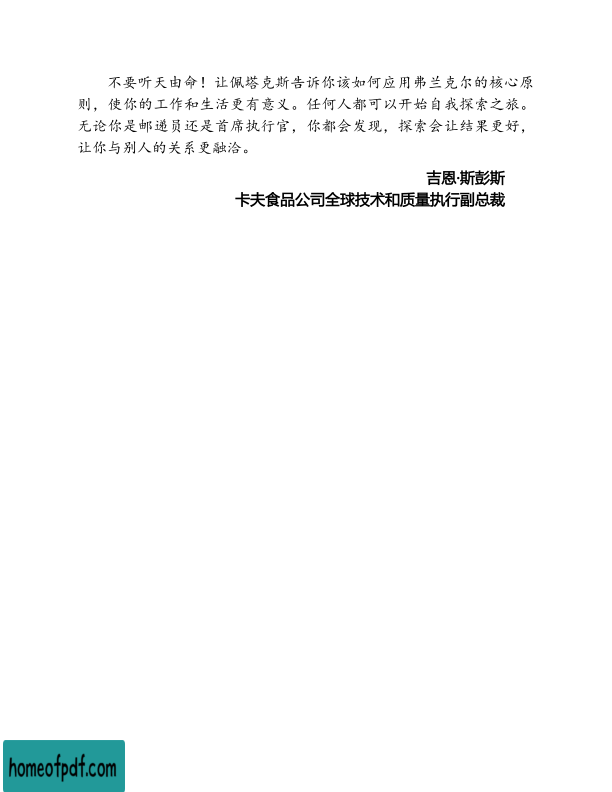 不要听天由命！让佩塔克斯告诉你该如何应用弗兰克尔的核心原
则，使你的工作和生活更有意义。任何人都可以开始自我探索之旅。
无论你是邮递员还是首席执行官，你都会发现，探索会让结果更好，
让你与别人的关系更融洽。
吉恩·斯彭斯
卡夫食品公司全球技术和质量执行副总裁
homeofpdf.com